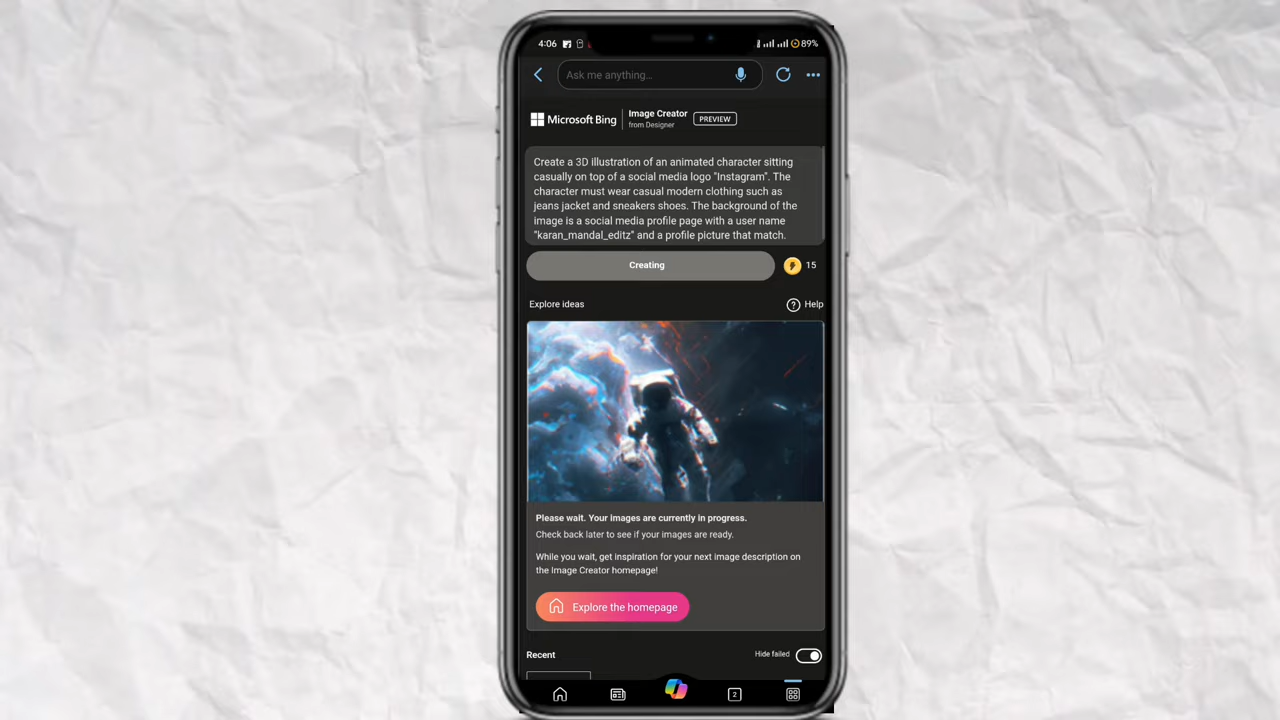 4:06
89%
Ask me anything...
Microsoft Bing
Image Creator
from Designer
PREVIEW
Create a 3D illustration of an animated character sitting
casually on top of a social media logo "Instagram". The
character must wear casual modern clothing such as
jeans jacket and sneakers shoes. The background of the
image is a social media profile page with a user name
"karan_mandal_editz" and a profile picture that match.
Creating
15
Explore ideas
Help
Please wait. Your images are currently in progress.
Check back later to see if your images are ready.
While you wait, get inspiration for your next image description on
the Image Creator homepage!
Explore the homepage
Recent
Hide failed
2